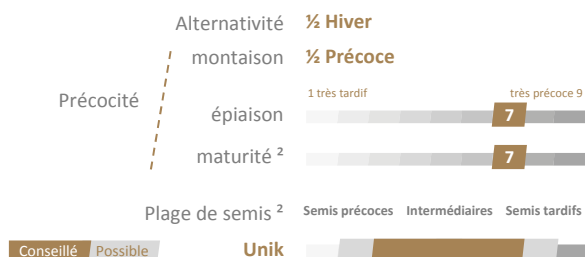 Alternativité ½ Hiver
montaison ½ Précoce
Précocité
1 très tardif très précoce 9
épiaison 7
maturité ² 7
Plage de semis ² Semis précoces Intermédiaires Semis tardifs
Conseillé Possible Unik